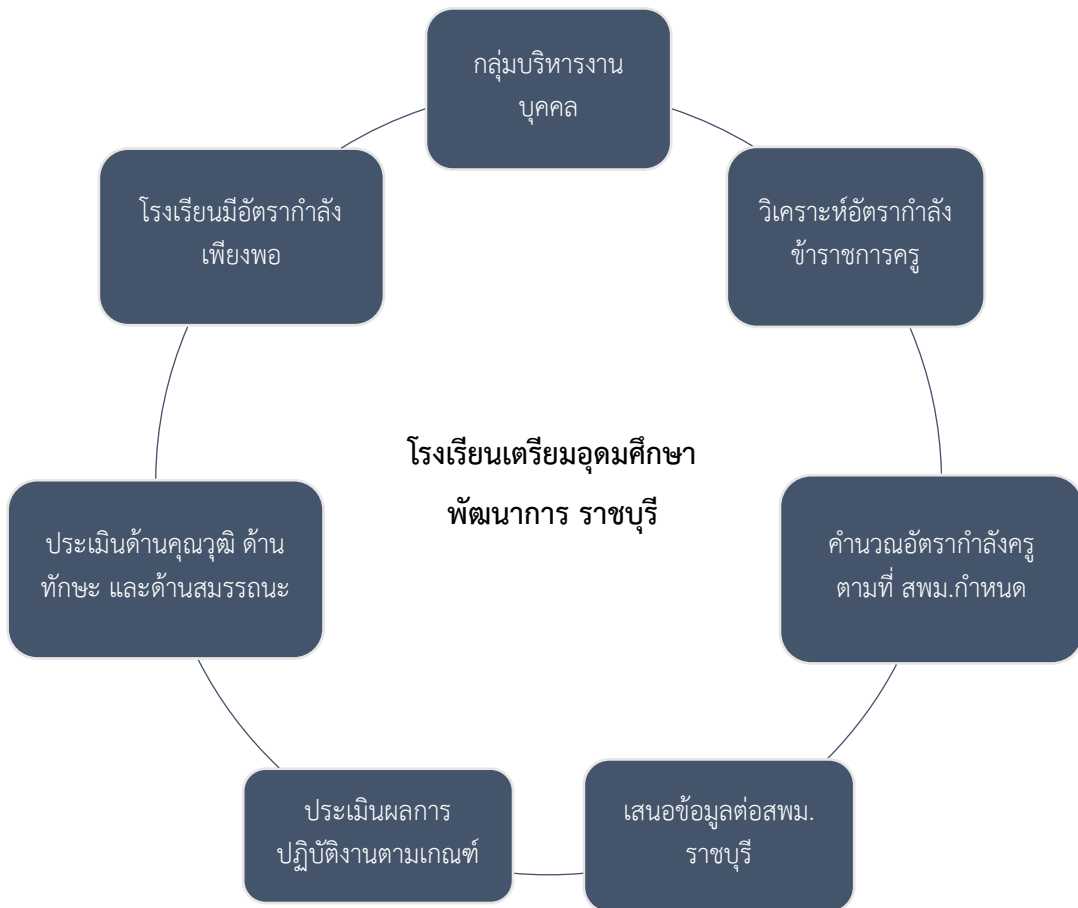 กลุ่มบริหารงาน
บุคคล
วิเคราะห์อัตรากำลัง
ข้าราชการครู
คำนวณอัตรากำลังครู
ตามที่ สพม.กำหนด
เสนอข้อมูลต่อสพม.
ราชบุรี
ประเมินผลการ
ปฏิบัติงานตามเกณฑ์
ประเมินด้านคุณวุฒิ ด้าน
ทักษะ และด้านสมรรถนะ
โรงเรียนมีอัตรากำลัง
เพียงพอ
โรงเรียนเตรียมอุดมศึกษา
พัฒนาการ ราชบุรี